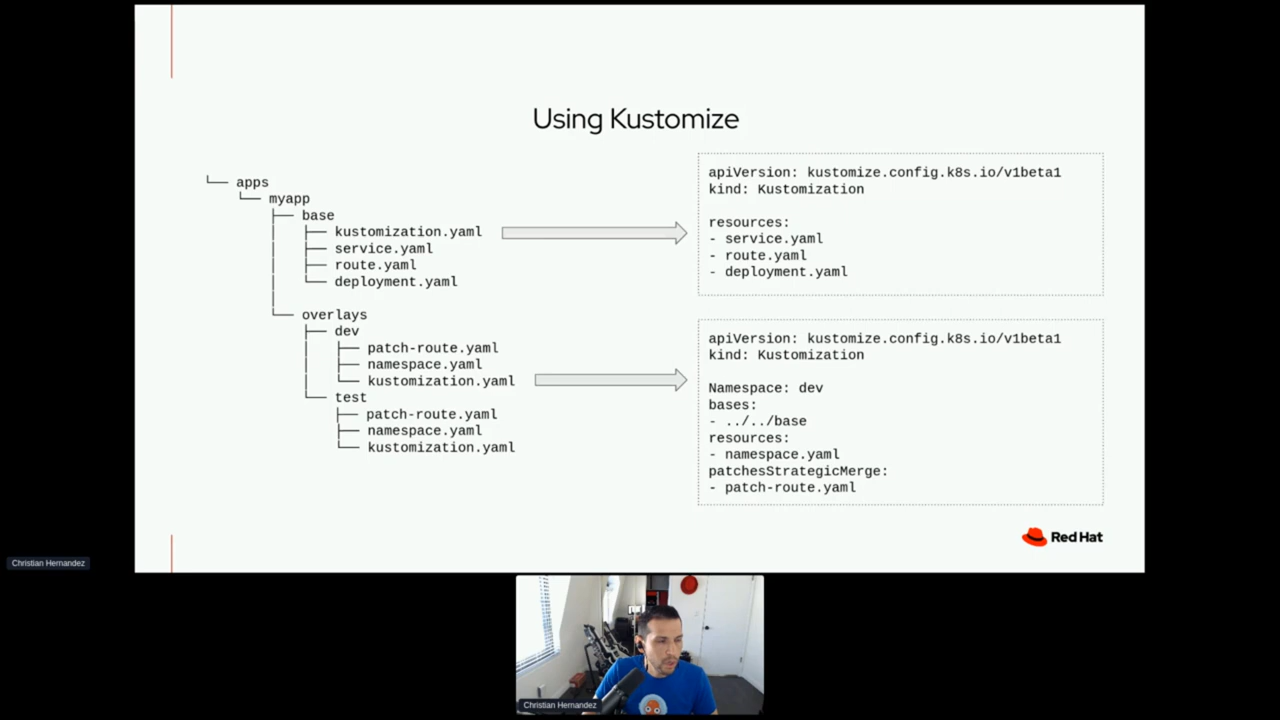 Using Kustomize
└── apps
└── myapp
├── base
│ ├── kustomization.yaml
│ ├── service.yaml
│ ├── route.yaml
│ └── deployment.yaml
│
└── overlays
├── dev
│ ├── patch-route.yaml
│ ├── namespace.yaml
│ └── kustomization.yaml
└── test
├── patch-route.yaml
├── namespace.yaml
└── kustomization.yaml
apiVersion: kustomize.config.k8s.io/v1beta1
kind: Kustomization
resources:
- service.yaml
- route.yaml
- deployment.yaml
apiVersion: kustomize.config.k8s.io/v1beta1
kind: Kustomization
Namespace: dev
bases:
- ../../base
resources:
- namespace.yaml
patchesStrategicMerge:
- patch-route.yaml
Red Hat
Christian Hernandez
Christian Hernandez